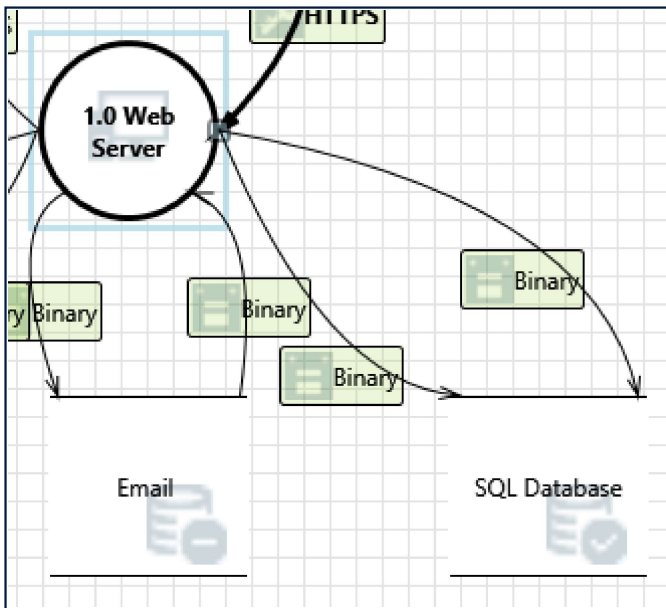 HTTPS
1.0 Web
Server
Binary
Binary
Binary
Binary
Email
SQL Database